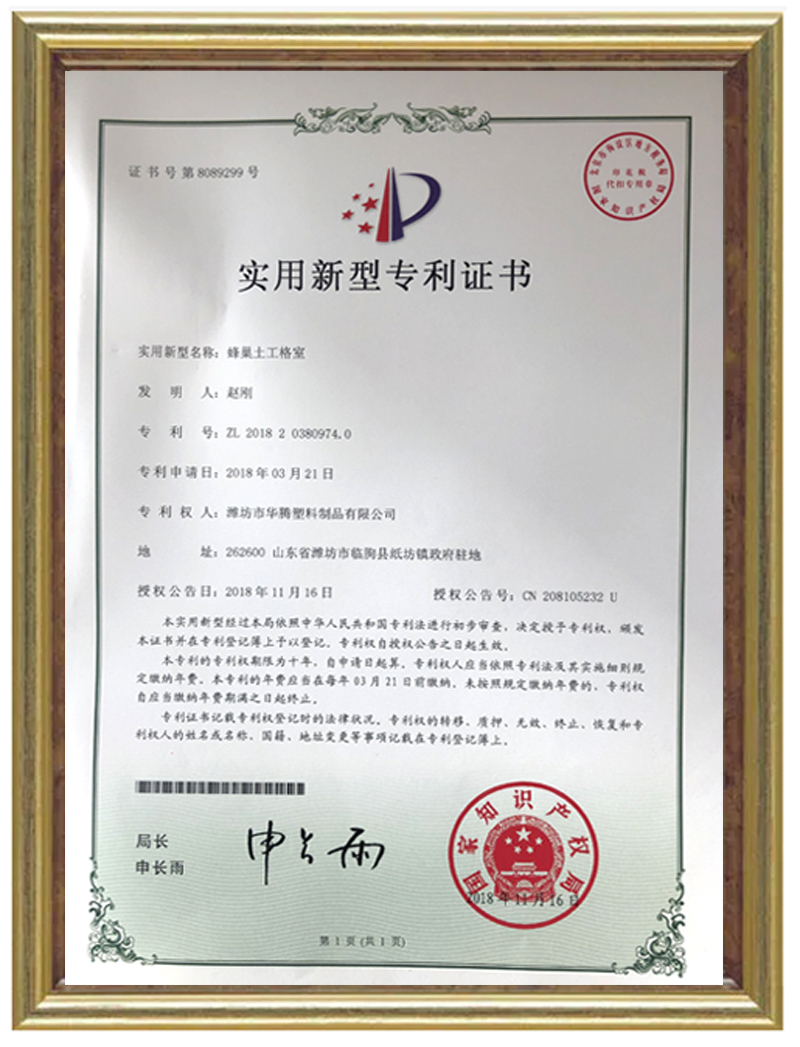 证书号第8089299号
印花税
代扣专用章
国家知识产权局
实用新型专利证书
实用新型名称：蜂巢土工格室
发明人：赵刚
专利号：ZL 2018 2 0380974.0
专利申请日：2018年03月21日
专利权人：潍坊市华腾塑料制品有限公司
地址：262600 山东省潍坊市临朐县纸坊镇政府驻地
授权公告日：2018年11月16日 授权公告号：CN 208105232 U
本实用新型经过本局依照中华人民共和国专利法进行初步审查，决定授予专利权，颁发
本证书并在专利登记簿上予以登记。专利权自授权公告之日起生效。
本专利的专利权期限为十年，自申请日起算。专利权人应当依照专利法及其实施细则规
定缴纳年费。本专利的年费应当在每年03月21日前缴纳。未按照规定缴纳年费的，专利权
自应当缴纳年费期满之日起终止。
专利证书记载专利权登记时的法律状况。专利权的转移、质押、无效、终止、恢复和专
利权人的姓名或名称、国籍、地址变更等事项记载在专利登记簿上。
局长
申长雨
申长雨
国家知识产权局
2018年11月16日
第 1 页 (共 1 页)